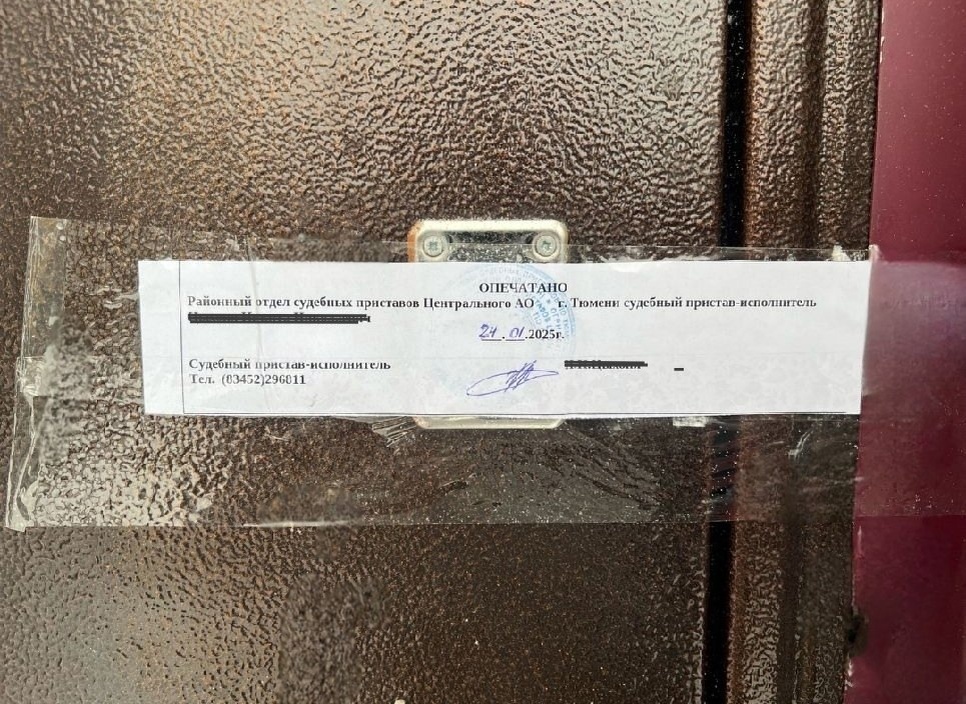 ОПЕЧАТАНО
Районный отдел судебных приставов Центрального АО г. Тюмени судебный пристав-исполнитель
24.01.2025г.
Судебный пристав-исполнитель
Тел. (83452)296811